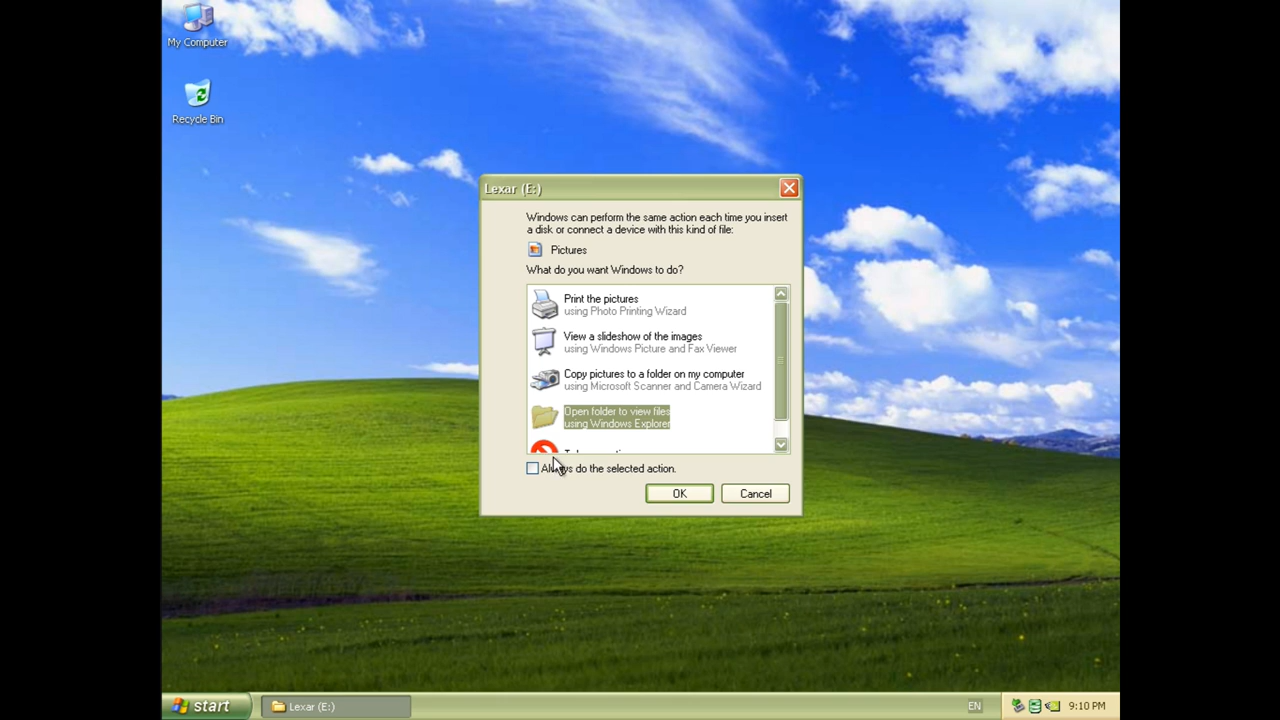 My Computer
Recycle Bin
Lexar (E:)
Windows can perform the same action each time you insert
a disk or connect a device with this kind of file:
Pictures
What do you want Windows to do?
Print the pictures
using Photo Printing Wizard
View a slideshow of the images
using Windows Picture and Fax Viewer
Copy pictures to a folder on my computer
using Microsoft Scanner and Camera Wizard
Open folder to view files
using Windows Explorer
Always do the selected action.
OK
Cancel
start
Lexar (E:)
EN
9:10 PM